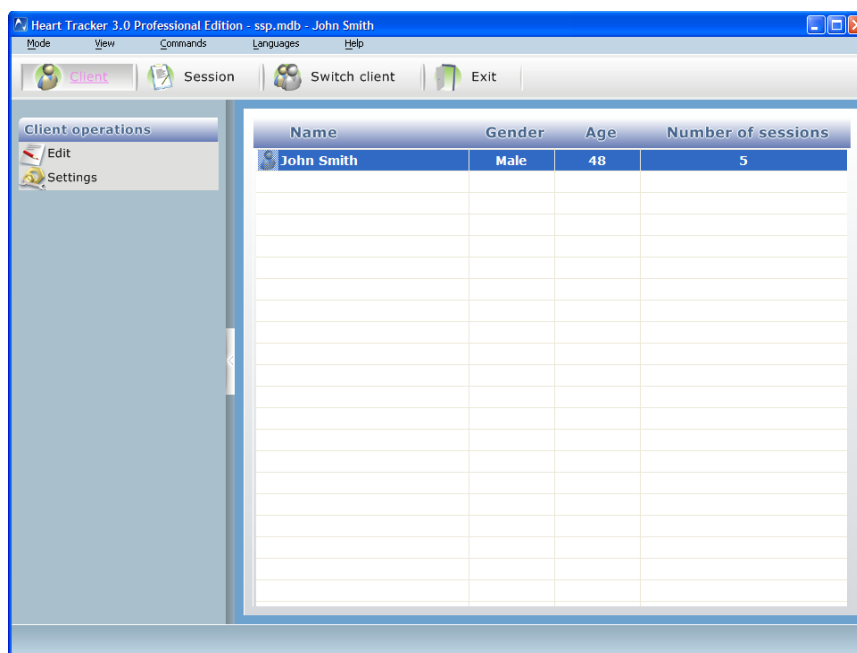 Heart Tracker 3.0 Professional Edition - ssp.mdb - John Smith
Mode View Commands Languages Help
Client Session Switch client Exit
Client operations
Edit
Settings
Name Gender Age Number of sessions
John Smith Male 48 5